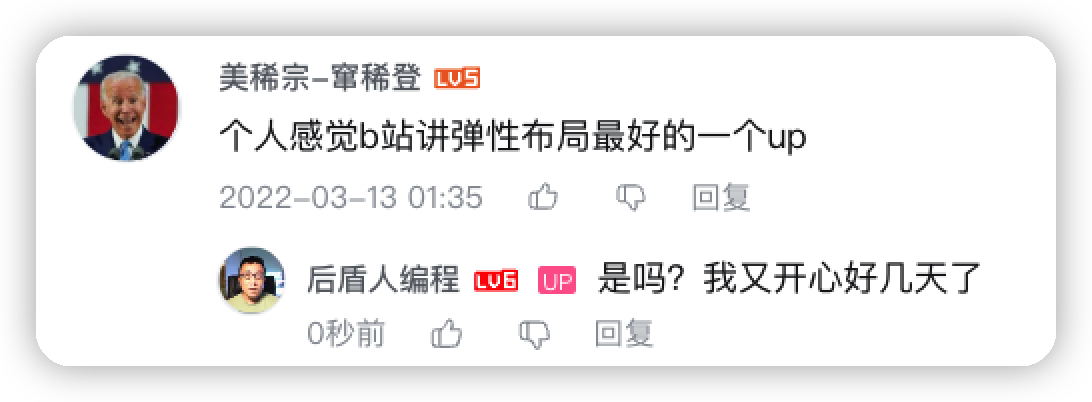 美稀宗-窜稀登 LV5
个人感觉b站讲弹性布局最好的一个up
2022-03-13 01:35 回复
后盾人编程 LV6 UP 是吗？我又开心好几天了
0秒前 回复